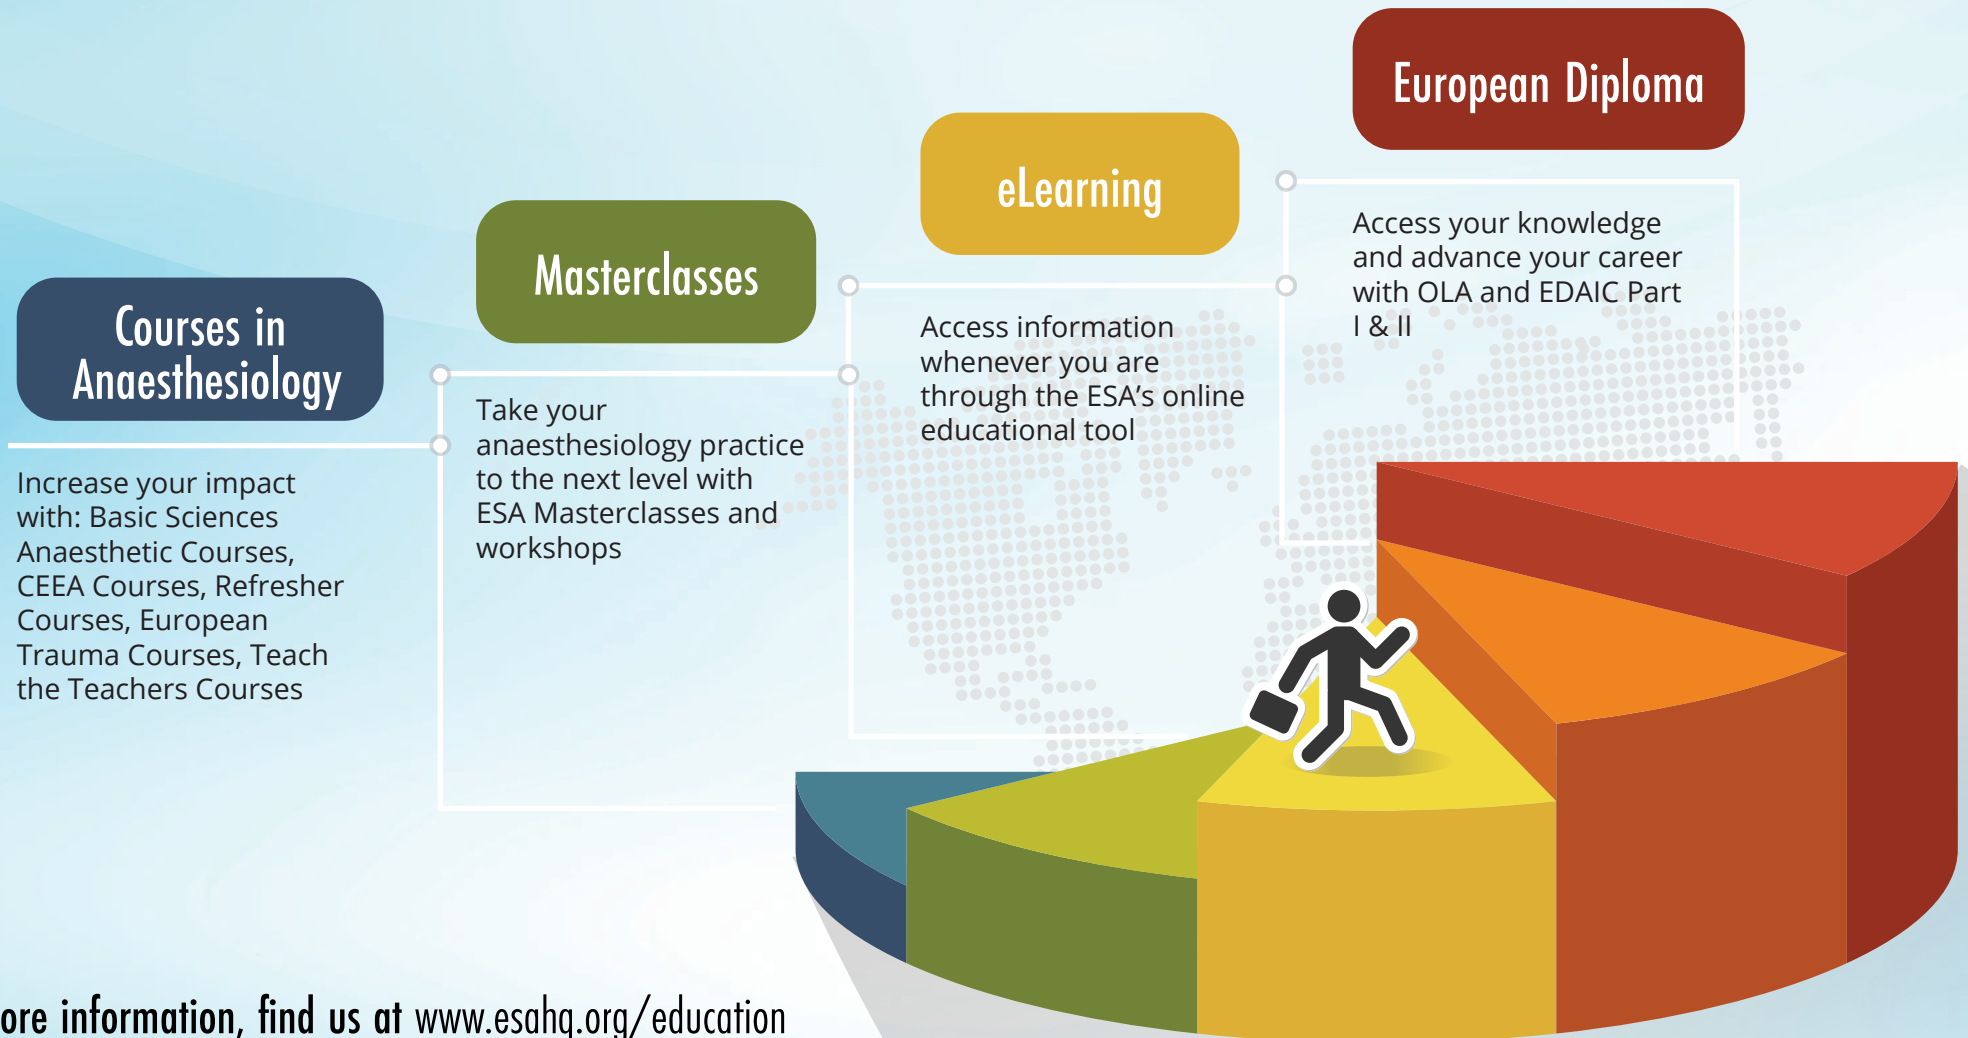 European Diploma
Access your knowledge
and advance your career
with OLA and EDAIC Part
I & II
eLearning
Access information
whenever you are
through the ESA's online
educational tool
Masterclasses
Take your
anaesthesiology practice
to the next level with
ESA Masterclasses and
workshops
Courses in
Anaesthesiology
Increase your impact
with: Basic Sciences
Anaesthetic Courses,
CEEA Courses, Refresher
Courses, European
Trauma Courses, Teach
the Teachers Courses
ore information, find us at www.esahq.org/education